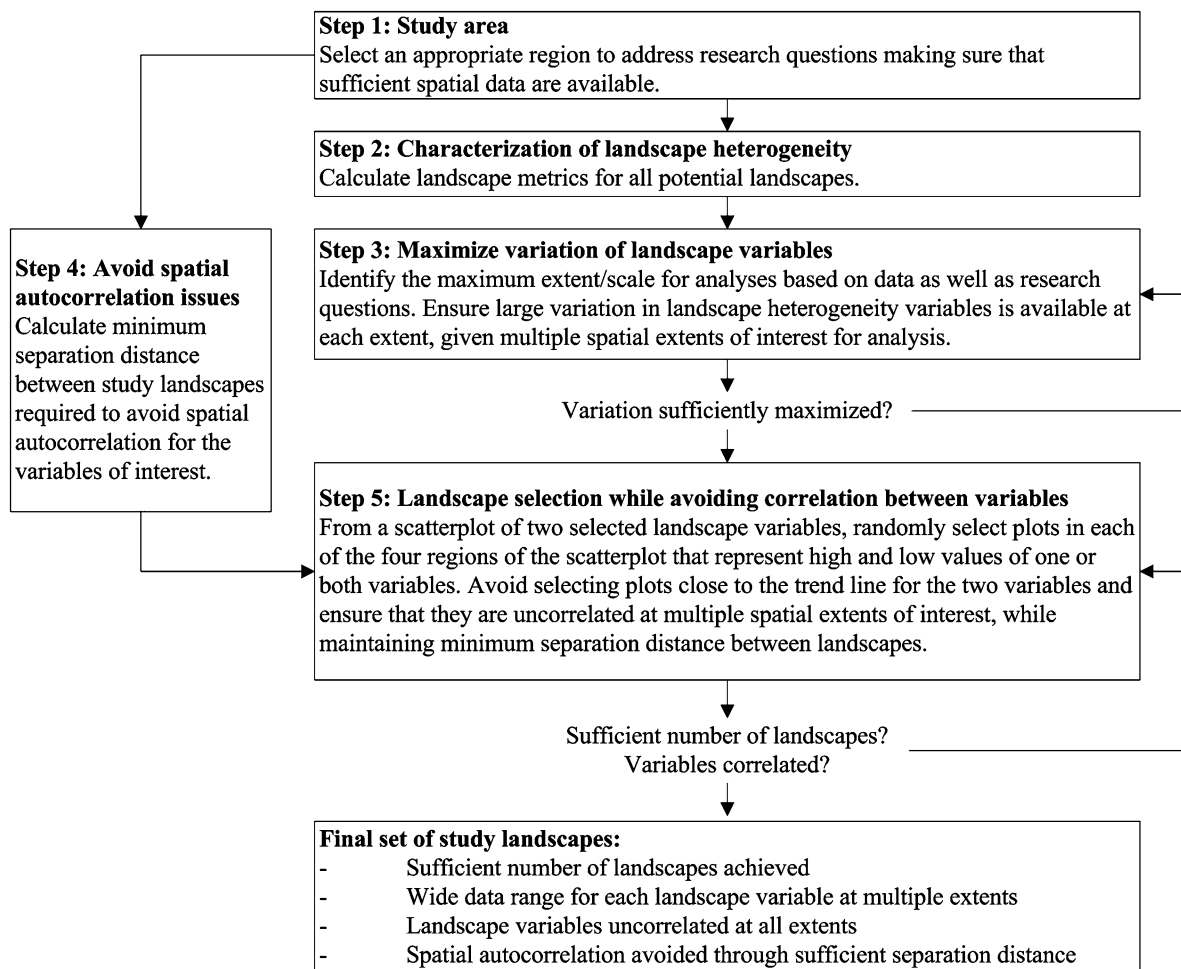 Step 1: Study area
Select an appropriate region to address research questions making sure that
sufficient spatial data are available.
Step 2: Characterization of landscape heterogeneity
Calculate landscape metrics for all potential landscapes.
Step 3: Maximize variation of landscape variables
Identify the maximum extent/scale for analyses based on data as well as research
questions. Ensure large variation in landscape heterogeneity variables is available at
each extent, given multiple spatial extents of interest for analysis.
Variation sufficiently maximized?
Step 4: Avoid spatial
autocorrelation issues
Calculate minimum
separation distance
between study landscapes
required to avoid spatial
autocorrelation for the
variables of interest.
Step 5: Landscape selection while avoiding correlation between variables
From a scatterplot of two selected landscape variables, randomly select plots in each
of the four regions of the scatterplot that represent high and low values of one or
both variables. Avoid selecting plots close to the trend line for the two variables and
ensure that they are uncorrelated at multiple spatial extents of interest, while
maintaining minimum separation distance between landscapes.
Sufficient number of landscapes?
Variables correlated?
Final set of study landscapes:
- Sufficient number of landscapes achieved
- Wide data range for each landscape variable at multiple extents
- Landscape variables uncorrelated at all extents
- Spatial autocorrelation avoided through sufficient separation distance